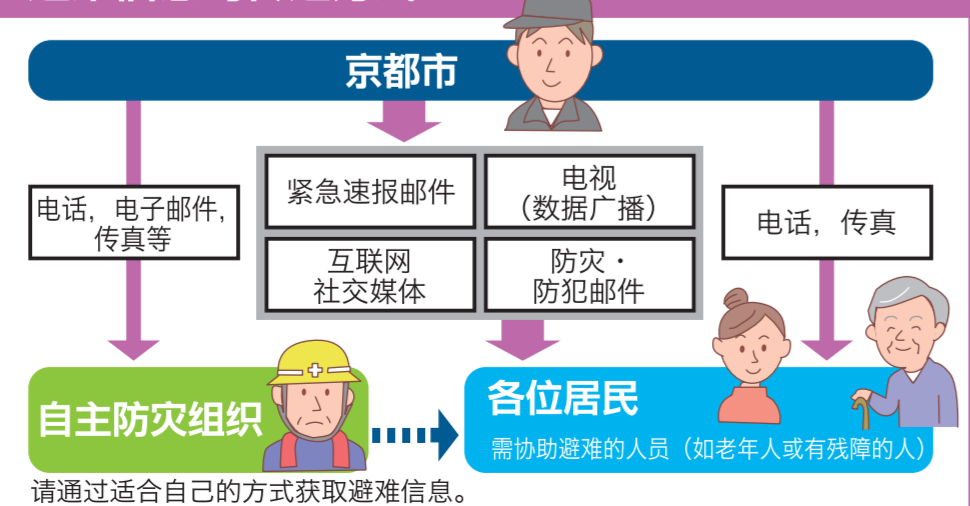 京都市
电话，电子邮件，
传真等
紧急速报邮件
电视
（数据广播）
互联网
社交媒体
防灾・
防犯邮件
电话，传真
自主防灾组织
各位居民
需协助避难的人员（如老年人或有残障的人）
请通过适合自己的方式获取避难信息。